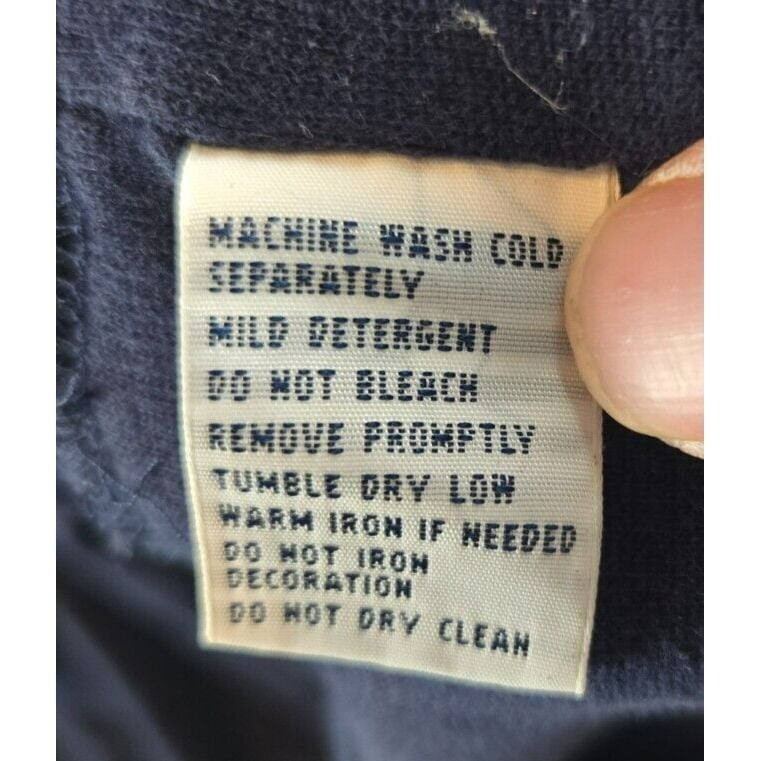 MACHINE WASH COLD
SEPARATELY
MILD DETERGENT
DO NOT BLEACH
REMOVE PROMPTLY
TUMBLE DRY LOW
WARM IRON IF NEEDED
DO NOT IRON
DECORATION
DO NOT DRY CLEAN